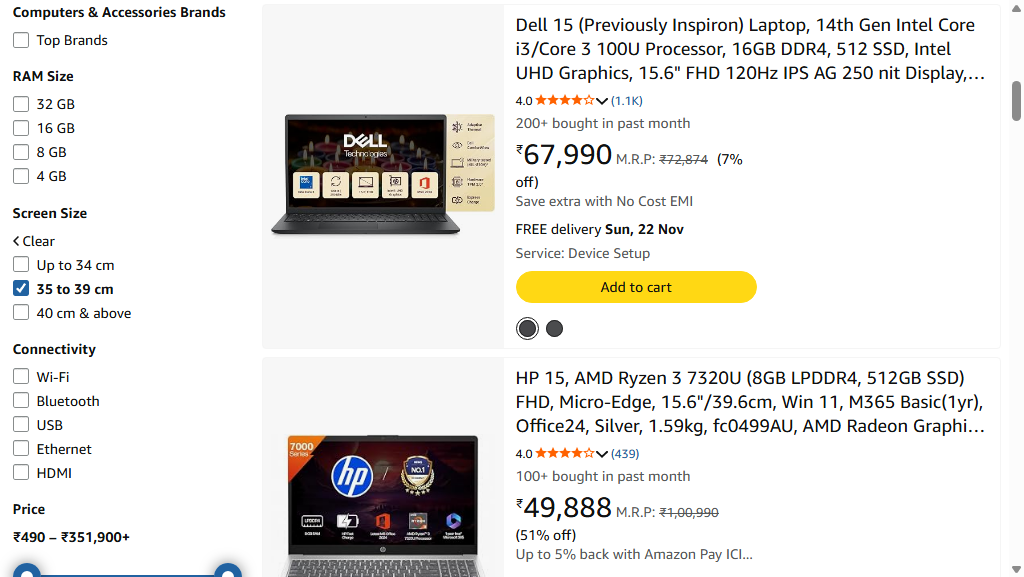 Computers & Accessories Brands
Top Brands
RAM Size
32 GB
16 GB
8 GB
4 GB
Screen Size
Clear
Up to 34 cm
35 to 39 cm
40 cm & above
Connectivity
Wi-Fi
Bluetooth
USB
Ethernet
HDMI
Price
₹490 – ₹351,900+
DELL
Technologies
Dell 15 (Previously Inspiron) Laptop, 14th Gen Intel Core
i3/Core 3 100U Processor, 16GB DDR4, 512 SSD, Intel
UHD Graphics, 15.6" FHD 120Hz IPS AG 250 nit Display,…
4.0 (1.1K)
200+ bought in past month
₹67,990 M.R.P: ₹72,874 (7%
off)
Save extra with No Cost EMI
FREE delivery Sun, 22 Nov
Service: Device Setup
Add to cart
7000
Series
hp
NO.1
HP 15, AMD Ryzen 3 7320U (8GB LPDDR4, 512GB SSD)
FHD, Micro-Edge, 15.6"/39.6cm, Win 11, M365 Basic(1yr),
Office24, Silver, 1.59kg, fc0499AU, AMD Radeon Graphi…
4.0 (439)
100+ bought in past month
₹49,888 M.R.P: ₹1,00,990
(51% off)
Up to 5% back with Amazon Pay ICI…